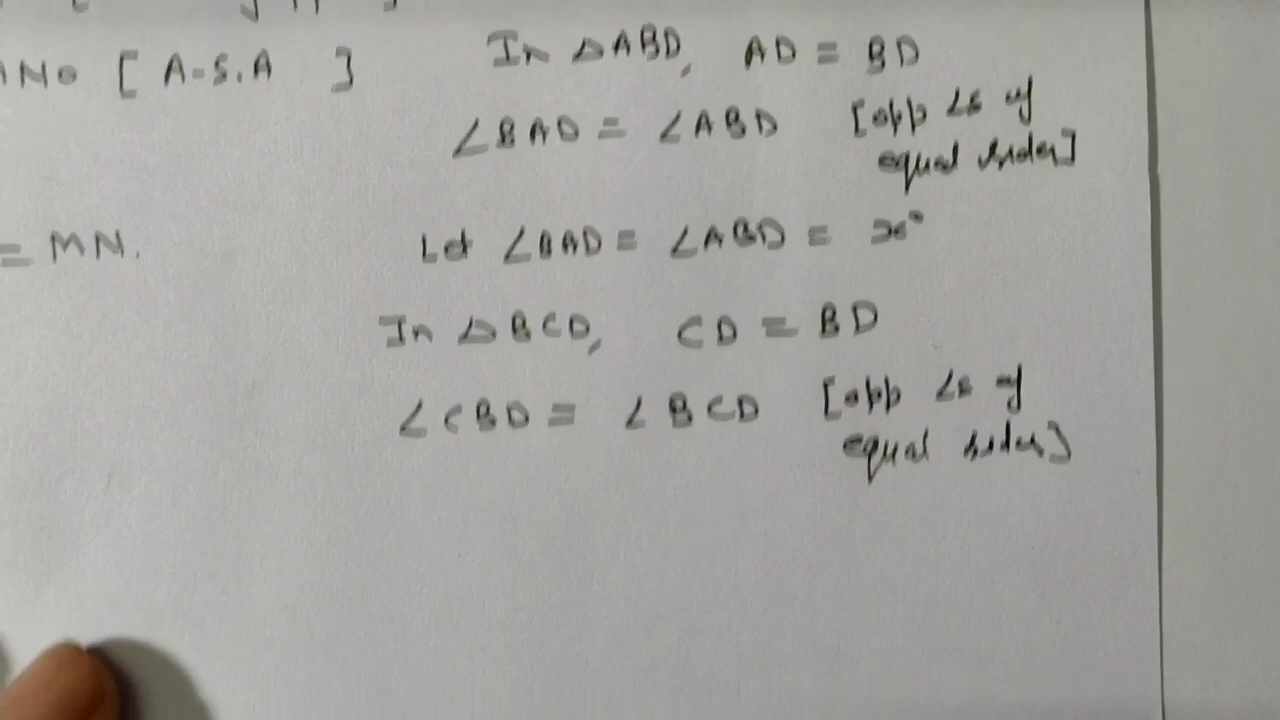 NO [A.S.A ]
= MN.
In △ABD, AD = BD
∠BAD = ∠ABD [opp ∠s of
equal sides]
Let ∠BAD = ∠ABD = x°
In △BCD, CD = BD
∠CBD = ∠BCD [opp ∠s of
equal sides]